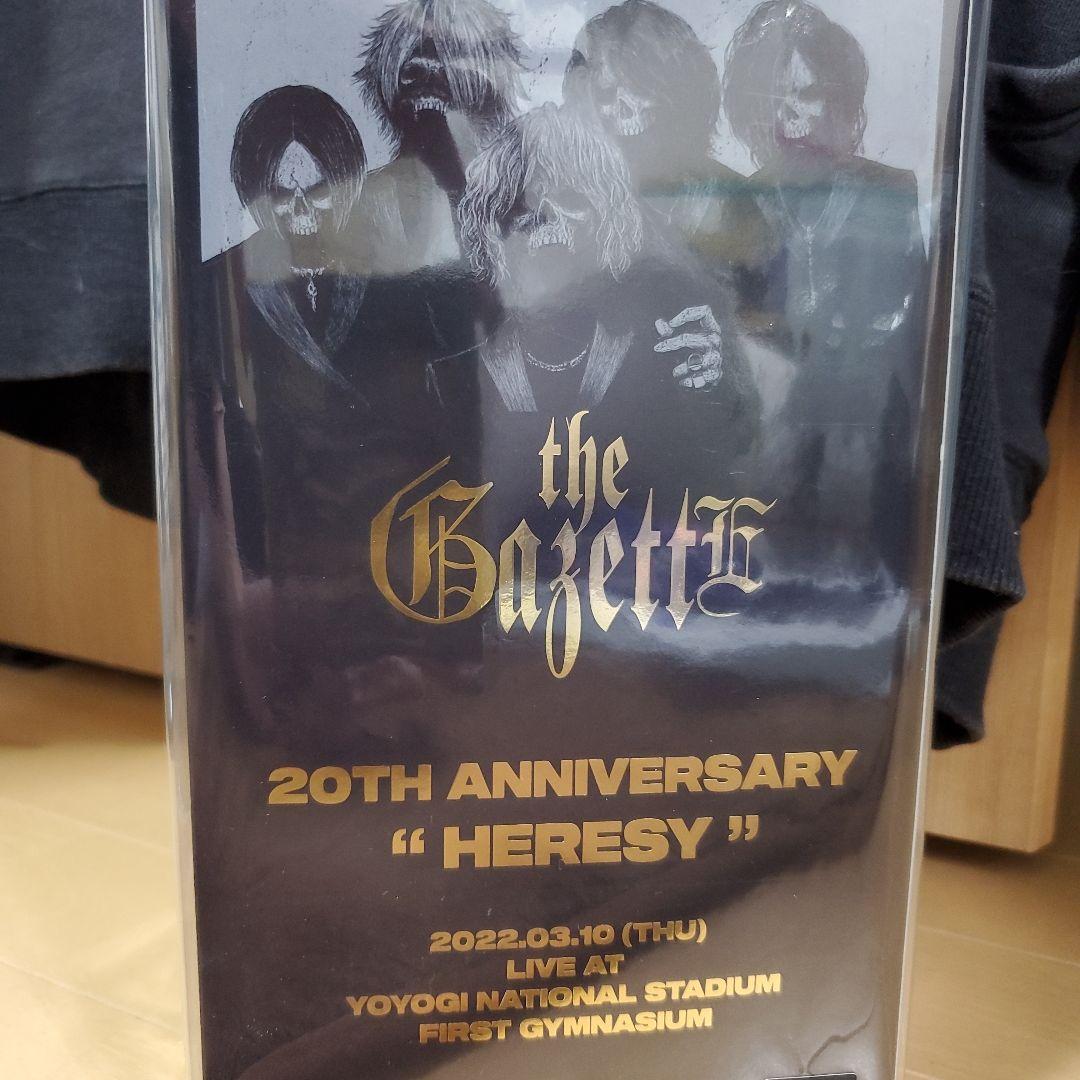 the
GazettE
20TH ANNIVERSARY
“ HERESY ”
2022.03.10 (THU)
LIVE AT
YOYOGI NATIONAL STADIUM
FIRST GYMNASIUM